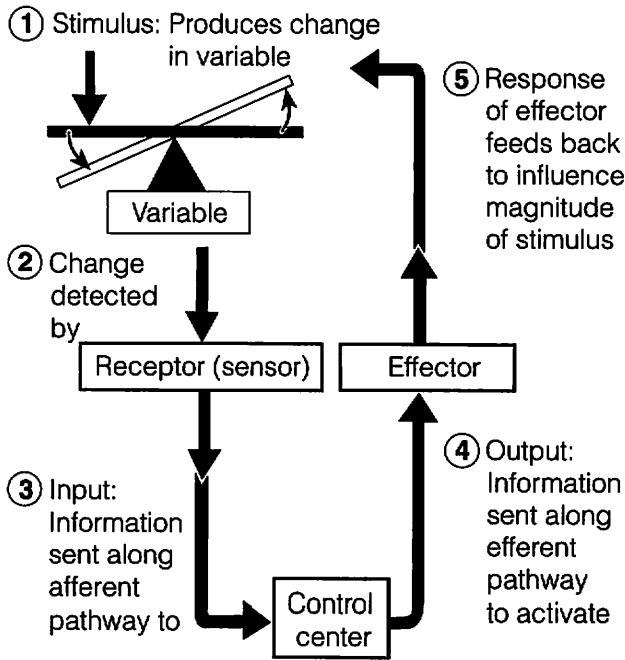 1 Stimulus: Produces change
in variable
Variable
2 Change
detected
by
Receptor (sensor)
3 Input:
Information
sent along
afferent
pathway to
Control
center
4 Output:
Information
sent along
efferent
pathway
to activate
Effector
5 Response
of effector
feeds back
to influence
magnitude
of stimulus